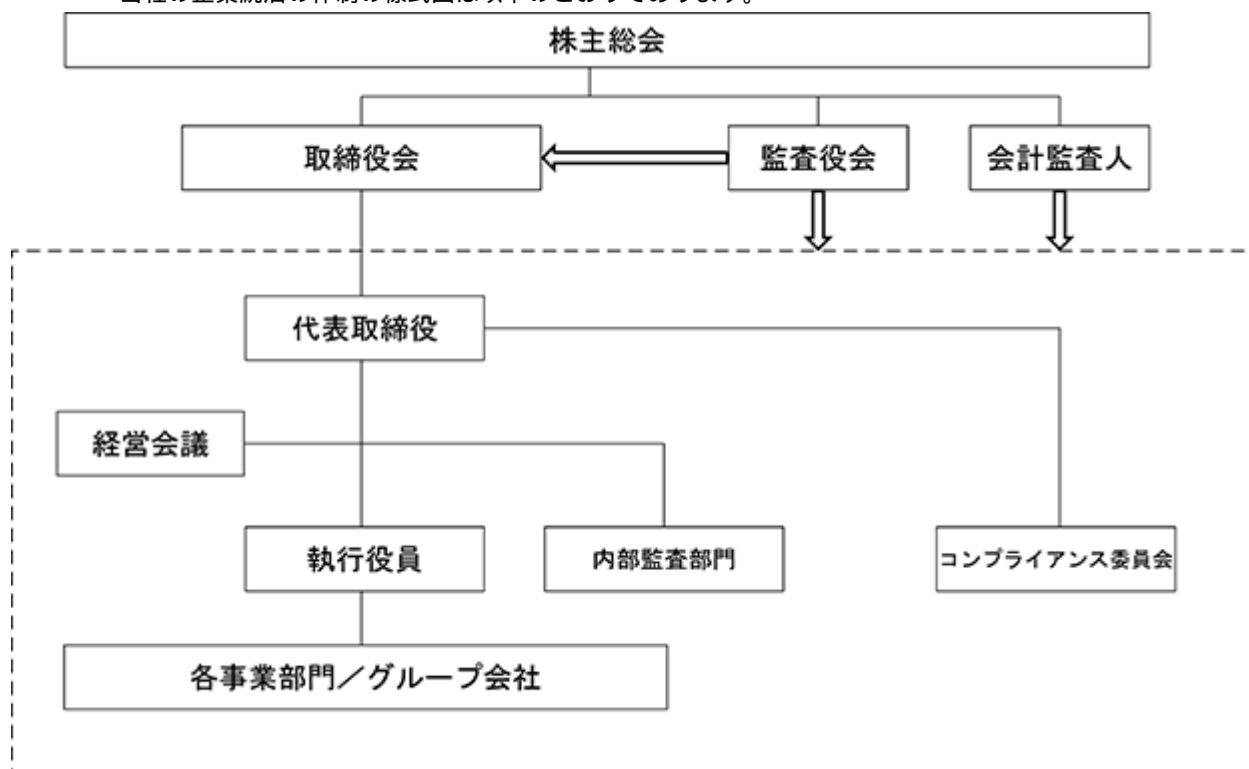 株主総会
取締役会
監査役会
会計監査人
代表取締役
経営会議
執行役員
内部監査部門
コンプライアンス委員会
各事業部門／グループ会社